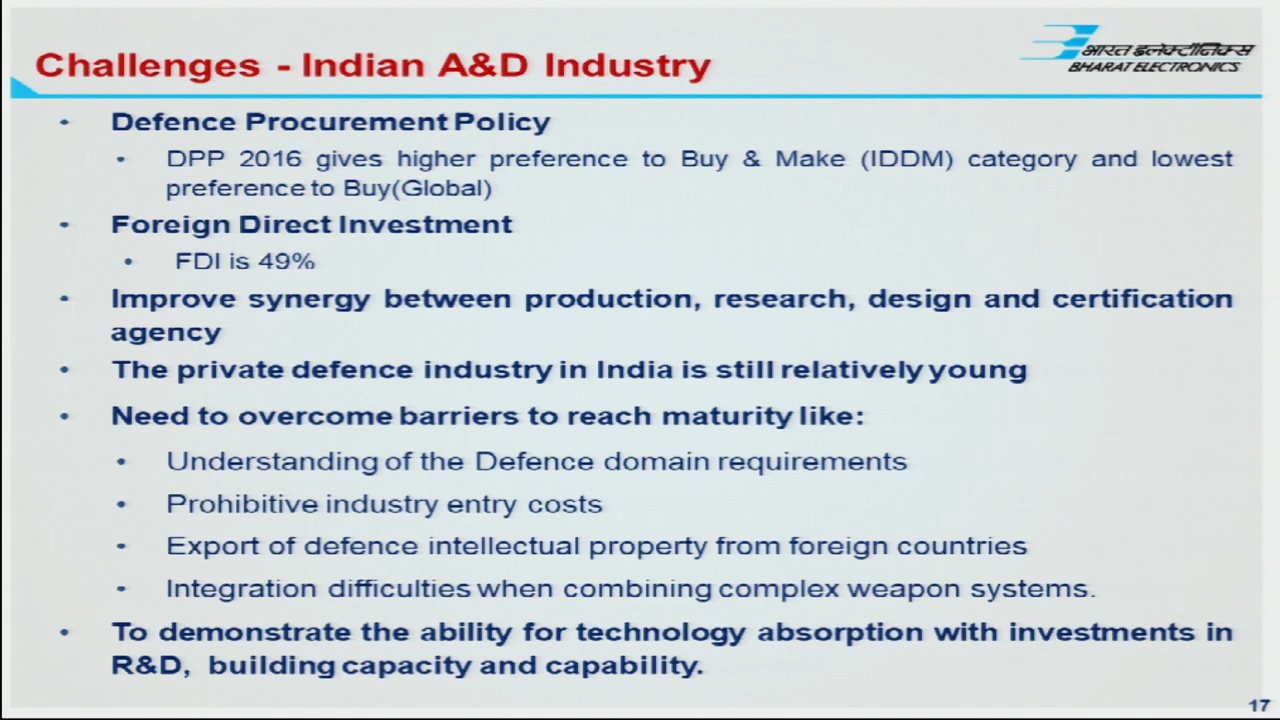 Challenges - Indian A&D Industry
भारत इलेक्ट्रॉनिक्स
BHARAT ELECTRONICS
• Defence Procurement Policy
• DPP 2016 gives higher preference to Buy & Make (IDDM) category and lowest
preference to Buy(Global)
• Foreign Direct Investment
• FDI is 49%
• Improve synergy between production, research, design and certification
agency
• The private defence industry in India is still relatively young
• Need to overcome barriers to reach maturity like:
• Understanding of the Defence domain requirements
• Prohibitive industry entry costs
• Export of defence intellectual property from foreign countries
• Integration difficulties when combining complex weapon systems.
• To demonstrate the ability for technology absorption with investments in
R&D, building capacity and capability.
17